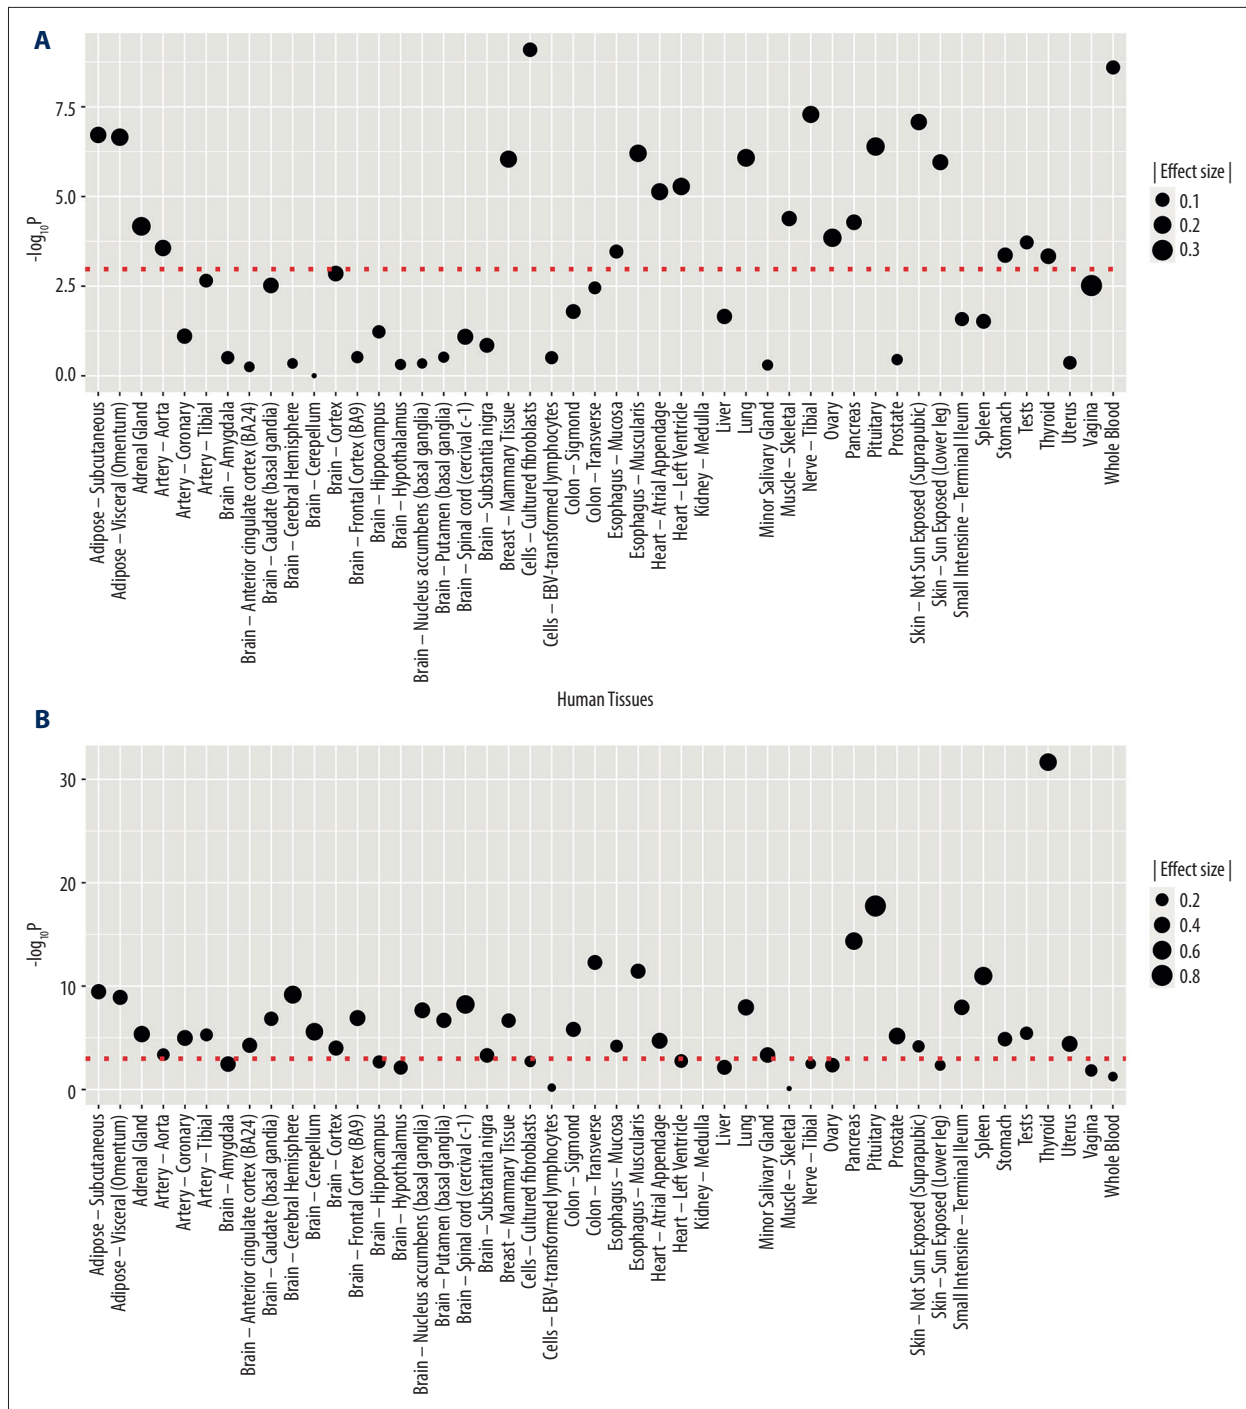 A
7.5
5.0
2.5
0.0
-log10P
| Effect size |
0.1
0.2
0.3
Adipose – Subcutaneous
Adipose – Visceral (Omentum)
Adrenal Gland
Artery – Aorta
Artery – Coronary
Artery – Tibial
Brain – Amygdala
Brain – Anterior cingulate cortex (BA24)
Brain – Caudate (basal gandia)
Brain – Cerebral Hemisphere
Brain – Cerepellum
Brain – Cortex
Brain – Frontal Cortex (BA9)
Brain – Hippocampus
Brain – Hypothalamus
Brain – Nucleus accumbens (basal ganglia)
Brain – Putamen (basal ganglia)
Brain – Spinal cord (cercival c-1)
Brain – Substantia nigra
Breast – Mammary Tissue
Cells – Cultured fibroblasts
Cells – EBV-transformed lymphocytes
Colon – Sigmond
Colon – Transverse
Esophagus – Mucosa
Esophagus – Muscularis
Heart – Atrial Appendage
Heart – Left Ventricle
Kidney – Medulla
Liver
Lung
Minor Salivary Gland
Muscle – Skeletal
Nerve – Tibial
Ovary
Pancreas
Pituitary
Prostate
Skin – Not Sun Exposed (Suprapubic)
Skin – Sun Exposed (Lower leg)
Small Intensine – Terminal Ileum
Spleen
Stomach
Tests
Thyroid
Uterus
Vagina
Whole Blood
Human Tissues
B
30
20
10
0
-log10P
| Effect size |
0.2
0.4
0.6
0.8
Adipose – Subcutaneous
Adipose – Visceral (Omentum)
Adrenal Gland
Artery – Aorta
Artery – Coronary
Artery – Tibial
Brain – Amygdala
Brain – Anterior cingulate cortex (BA24)
Brain – Caudate (basal gandia)
Brain – Cerebral Hemisphere
Brain – Cerepellum
Brain – Cortex
Brain – Frontal Cortex (BA9)
Brain – Hippocampus
Brain – Hypothalamus
Brain – Nucleus accumbens (basal ganglia)
Brain – Putamen (basal ganglia)
Brain – Spinal cord (cercival c-1)
Brain – Substantia nigra
Breast – Mammary Tissue
Cells – Cultured fibroblasts
Cells – EBV-transformed lymphocytes
Colon – Sigmond
Colon – Transverse
Esophagus – Mucosa
Esophagus – Muscularis
Heart – Atrial Appendage
Heart – Left Ventricle
Kidney – Medulla
Liver
Lung
Minor Salivary Gland
Muscle – Skeletal
Nerve – Tibial
Ovary
Pancreas
Pituitary
Prostate
Skin – Not Sun Exposed (Suprapubic)
Skin – Sun Exposed (Lower leg)
Small Intensine – Terminal Ileum
Spleen
Stomach
Tests
Thyroid
Uterus
Vagina
Whole Blood